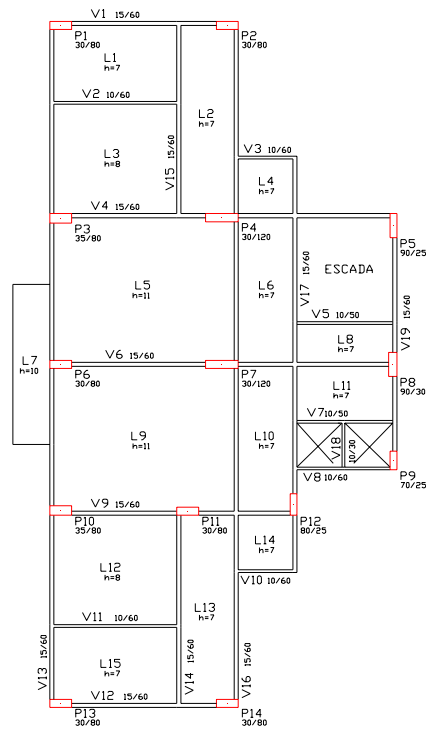 V1 15/60
P1
30/80
P2
30/80
L1
h=7
V2 10/60
L2
h=7
L3
h=8
V15 15/60
V3 10/60
L4
h=7
V4 15/60
P3
35/80
P4
30/120
P5
90/25
ESCADA
V17 15/60
L5
h=11
L6
h=7
V5 10/50
V19 15/60
L7
h=10
L8
h=7
V6 15/60
P6
30/80
P7
30/120
P8
90/30
L11
h=7
V7 10/50
V18 10/30
L9
h=11
L10
h=7
V8 10/60
P9
70/25
V9 15/60
P10
35/80
P11
30/80
P12
80/25
L14
h=7
L12
h=8
V10 10/60
L13
h=7
V11 10/60
V13 15/60
L15
h=7
V14 15/60
V16 15/60
V12 15/60
P13
30/80
P14
30/80